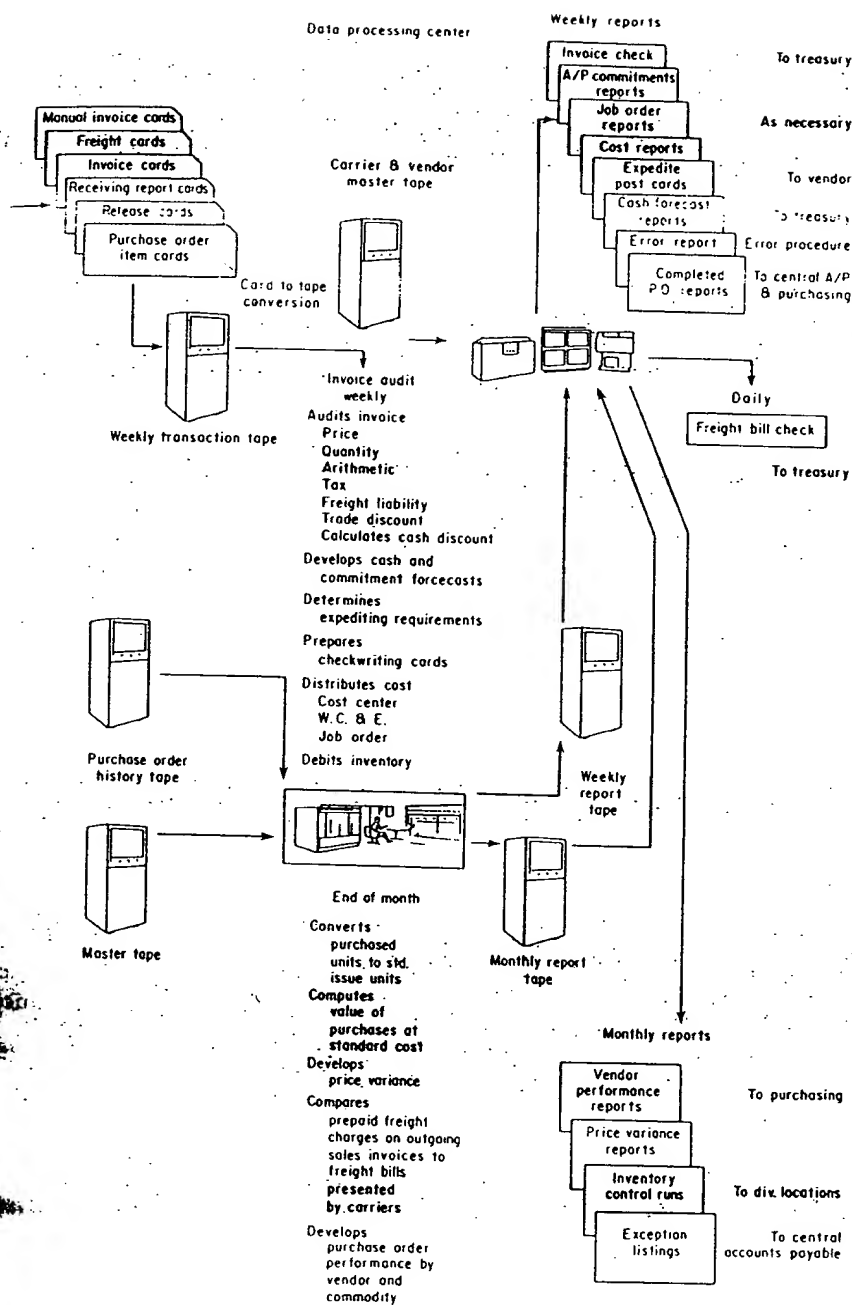 Data processing center
Weekly reports
Invoice check
To treasury
A/P commitments
reports
Job order
reports
As necessary
Cost reports
Expedite
post cards
To vendor
Cash forecast
reports
To treasury
Error report
Error procedure
Completed
P.O. reports
To central A/P
& purchasing
Manual invoice cards
Freight cards
Invoice cards
Receiving report cards
Release cards
Purchase order
item cards
Carrier & vendor
master tape
Card to tape
conversion
Weekly transaction tape
Daily
Freight bill check
To treasury
Invoice audit
weekly
Audits invoice
Price
Quantity
Arithmetic
Tax
Freight liability
Trade discount
Calculates cash discount
Develops cash and
commitment forcecasts
Determines
expediting requirements
Prepares
checkwriting cards
Distributes cost
Cost center
W.C. & E.
Job order
Debits inventory
Purchase order
history tape
Weekly
report
tape
Master tape
Monthly report
tape
End of month
Converts
purchased
units to std.
issue units
Computes
value of
purchases at
standard cost
Develops
price variance
Compares
prepaid freight
charges on outgoing
sales invoices to
freight bills
presented
by carriers
Develops
purchase order
performance by
vendor and
commodity
Monthly reports
Vendor
performance
reports
To purchasing
Price variance
reports
Inventory
control runs
To div. locations
Exception
listings
To central
accounts payable